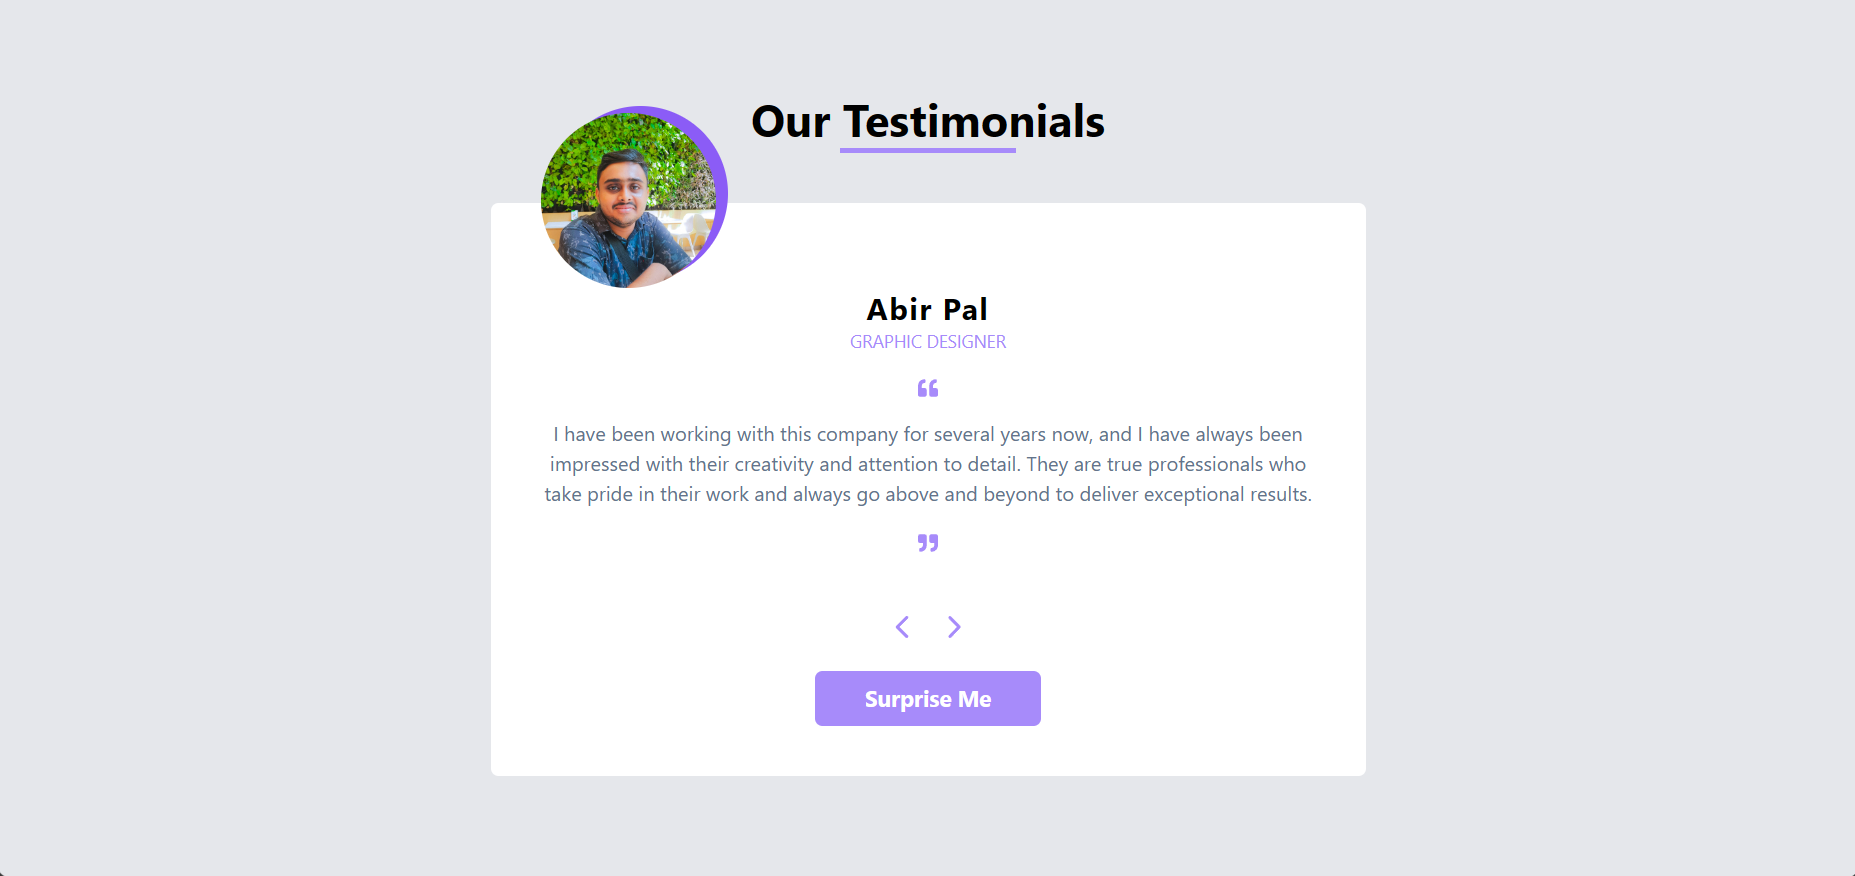 Our Testimonials
Abir Pal
GRAPHIC DESIGNER
“
I have been working with this company for several years now, and I have always been
impressed with their creativity and attention to detail. They are true professionals who
take pride in their work and always go above and beyond to deliver exceptional results.
”
Surprise Me